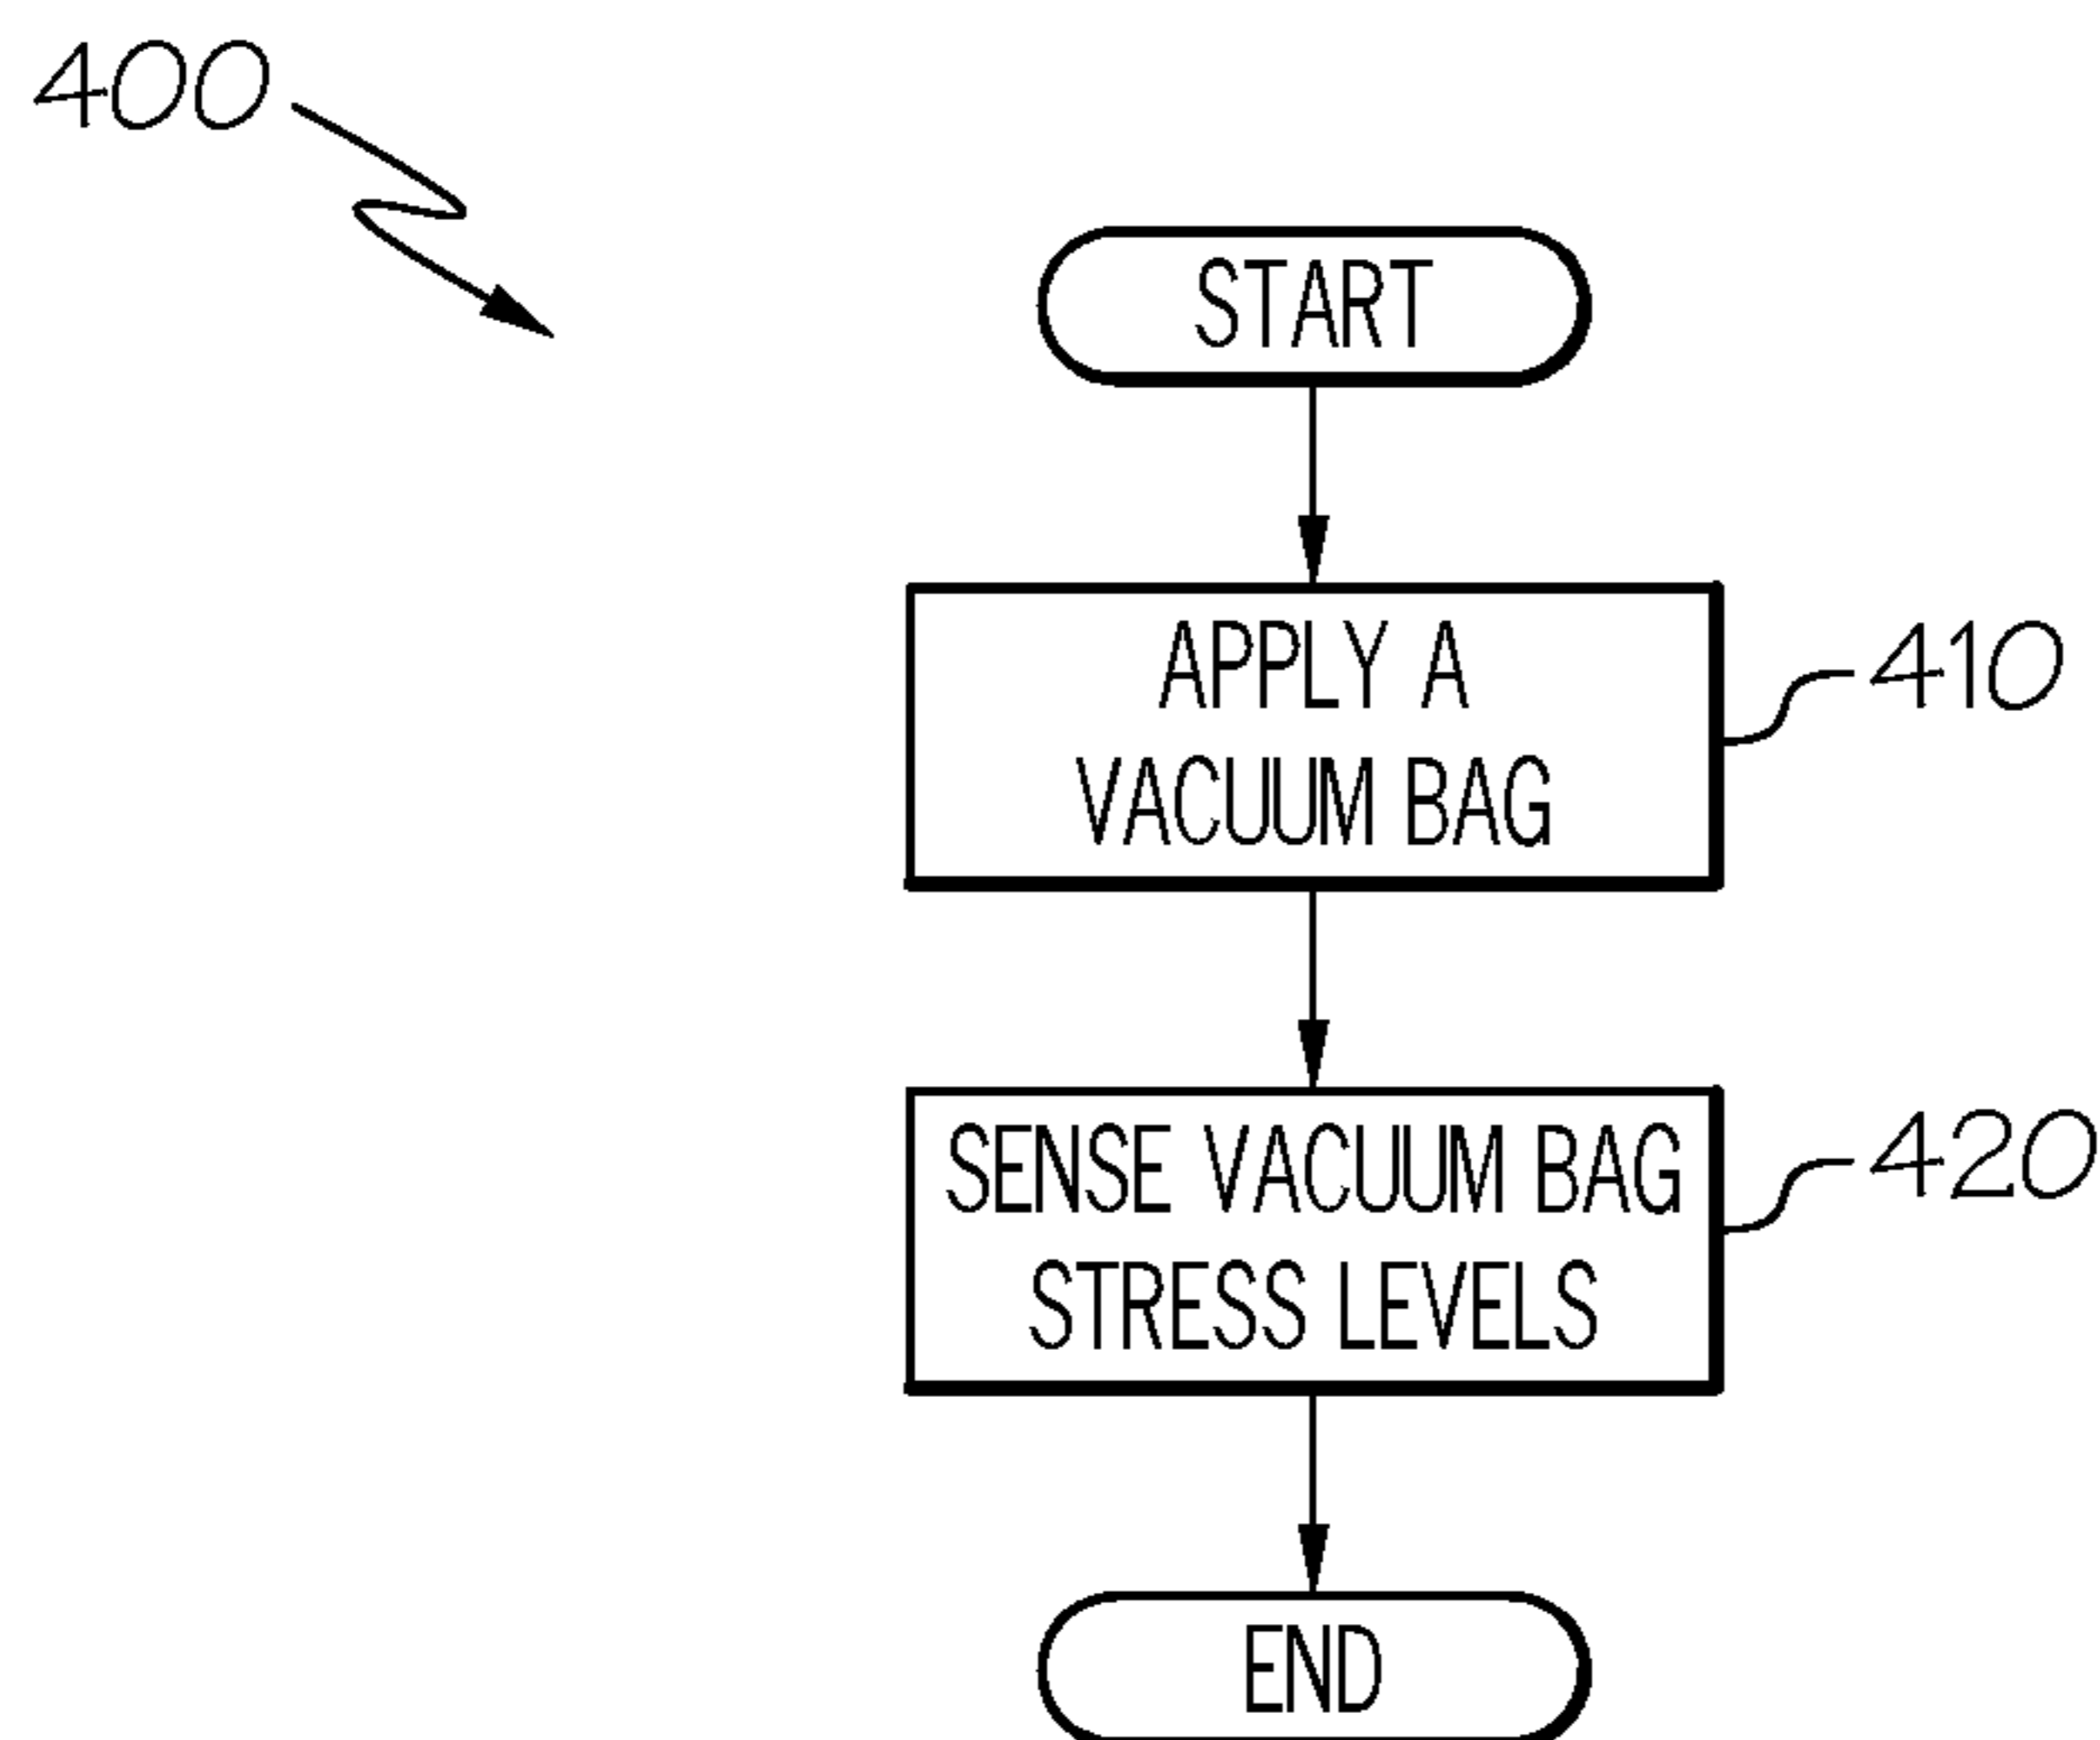 400
START
APPLY A
VACUUM BAG
410
SENSE VACUUM BAG
STRESS LEVELS
420
END